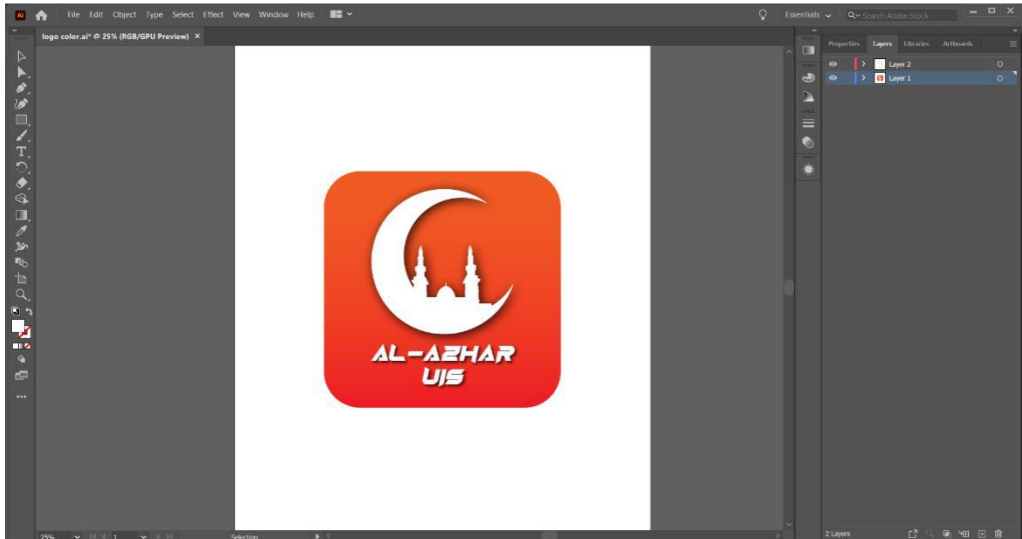 Ai File Edit Object Type Select Effect View Window Help
Essentials
Search Adobe Stock
logo color.ai* @ 25% (RGB/GPU Preview) ×
Properties Layers Libraries Artboards
Layer 2
Layer 1
AL-AZHAR
UIS
25% 1 Selection
2 Layers